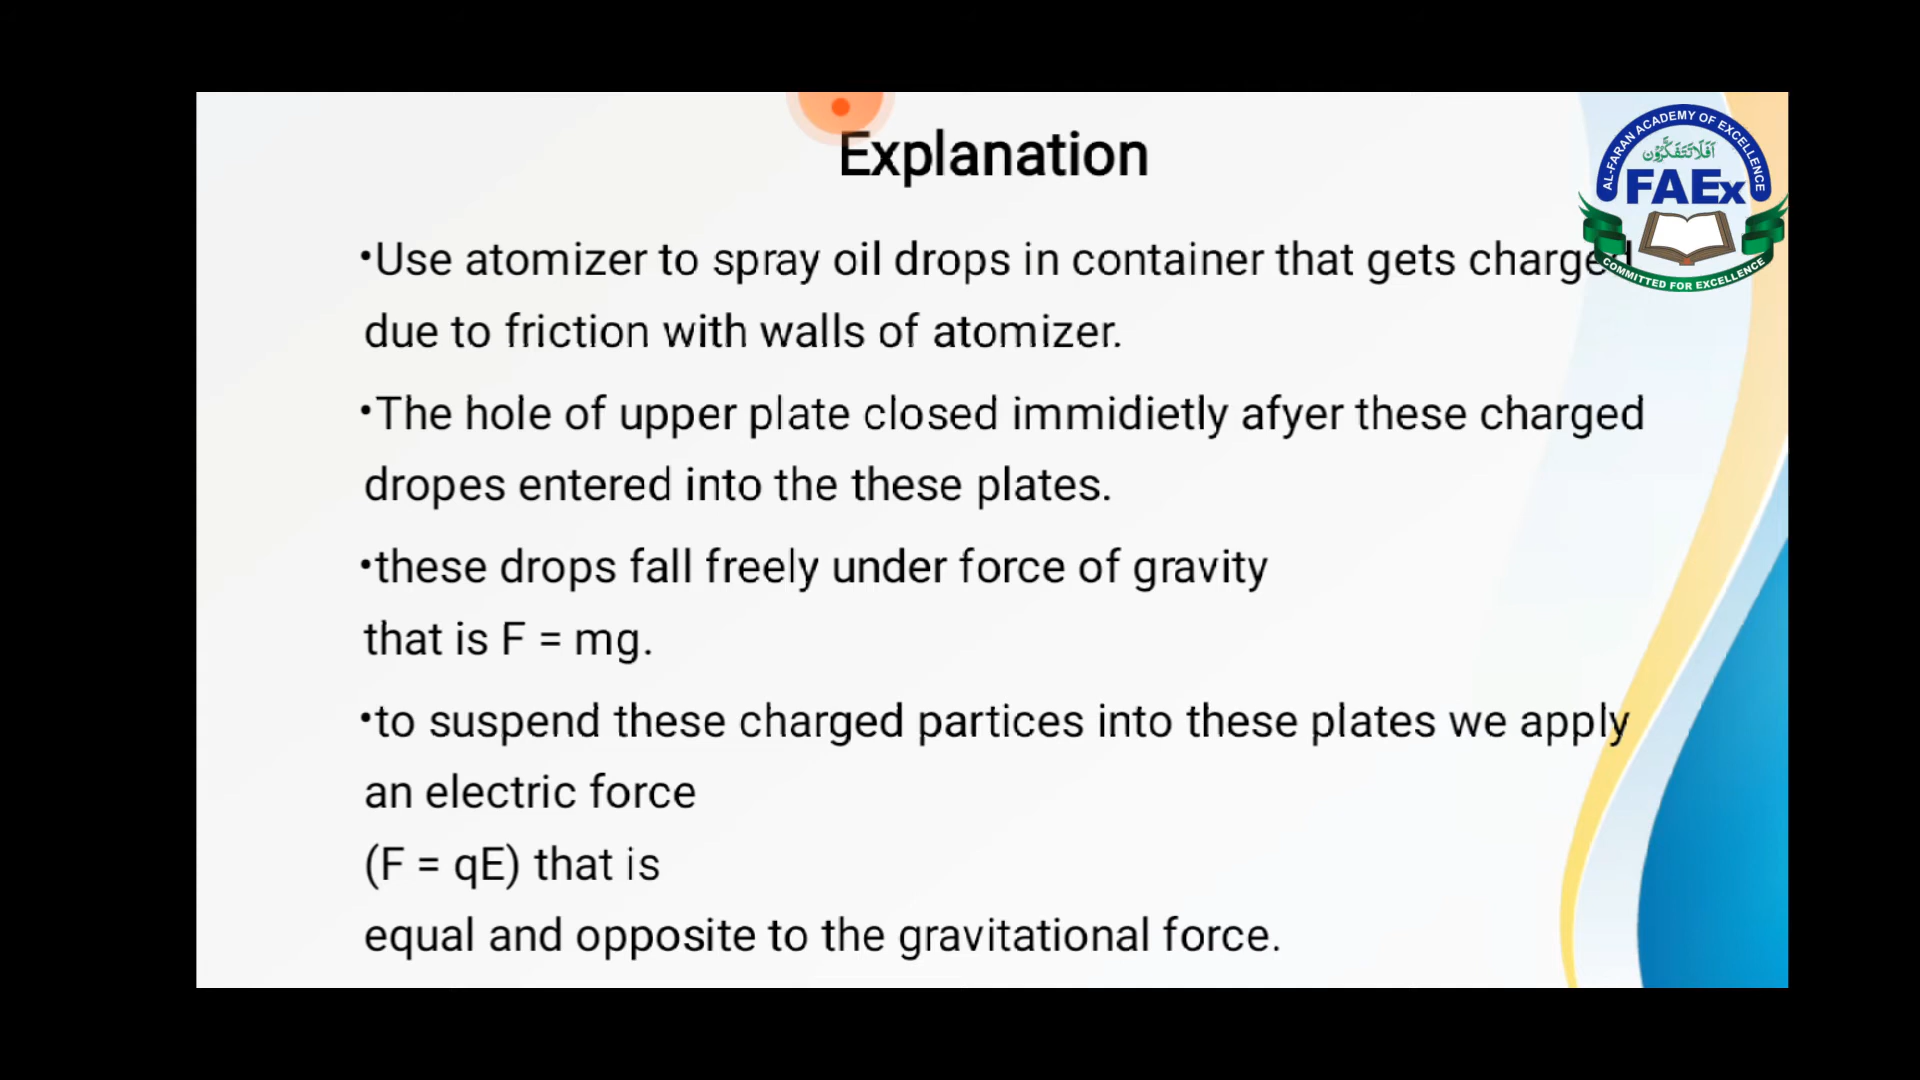 Explanation
•Use atomizer to spray oil drops in container that gets charged
due to friction with walls of atomizer.
•The hole of upper plate closed immidietly afyer these charged
dropes entered into the these plates.
•these drops fall freely under force of gravity
that is F = mg.
•to suspend these charged partices into these plates we apply
an electric force
(F = qE) that is
equal and opposite to the gravitational force.
AL-FARAN ACADEMY OF EXCELLENCE
أَفَلَا تَتَفَكَّرُونَ
FAEx
COMMITTED FOR EXCELLENCE